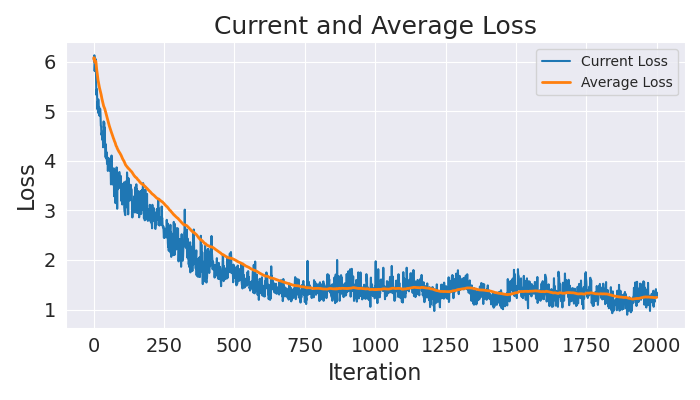 Current and Average Loss
Current Loss
Average Loss
Loss
6
5
4
3
2
1
0 250 500 750 1000 1250 1500 1750 2000
Iteration